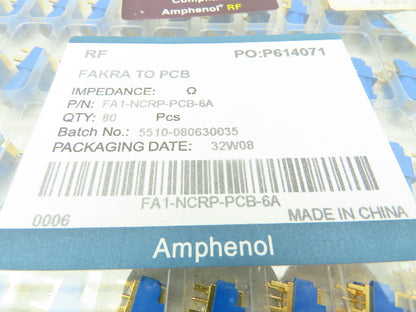 Amphenol RF
RF PO:P614071
FAKRA TO PCB
IMPEDANCE: Ω
P/N: FA1-NCRP-PCB-6A
QTY: 80 Pcs
Batch No.: 5510-080630035
PACKAGING DATE: 32W08
FA1-NCRP-PCB-6A
0006 MADE IN CHINA
Amphenol